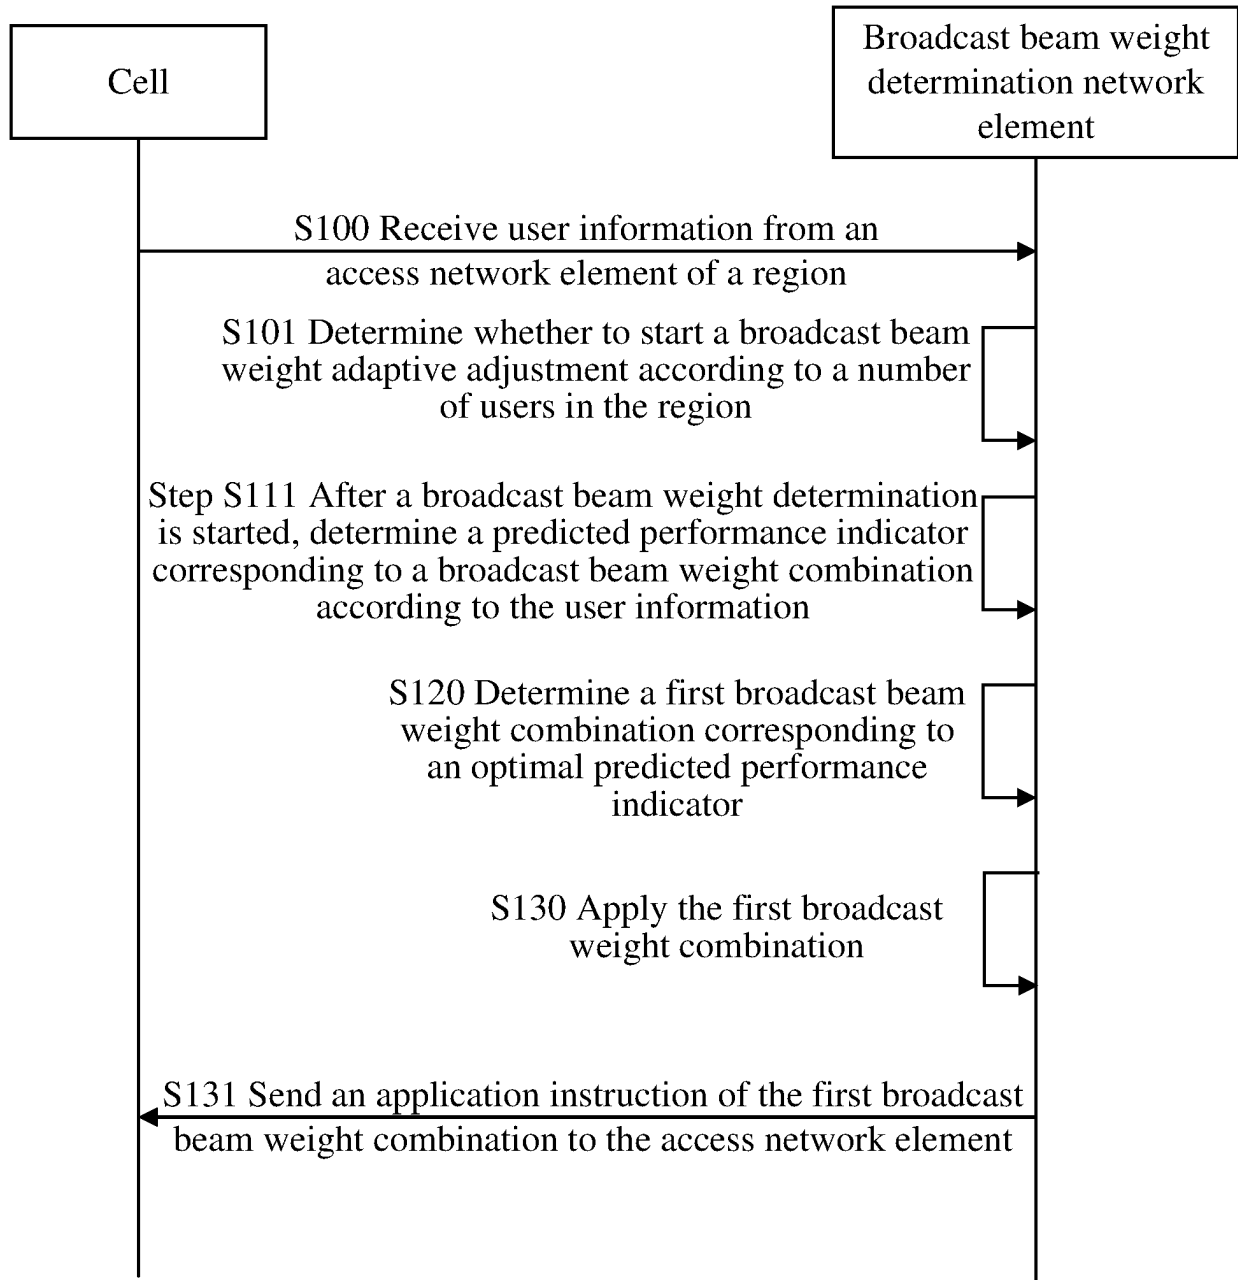 Cell
Broadcast beam weight
determination network
element
S100 Receive user information from an
access network element of a region
S101 Determine whether to start a broadcast beam
weight adaptive adjustment according to a number
of users in the region
Step S111 After a broadcast beam weight determination
is started, determine a predicted performance indicator
corresponding to a broadcast beam weight combination
according to the user information
S120 Determine a first broadcast beam
weight combination corresponding to
an optimal predicted performance
indicator
S130 Apply the first broadcast
weight combination
S131 Send an application instruction of the first broadcast
beam weight combination to the access network element